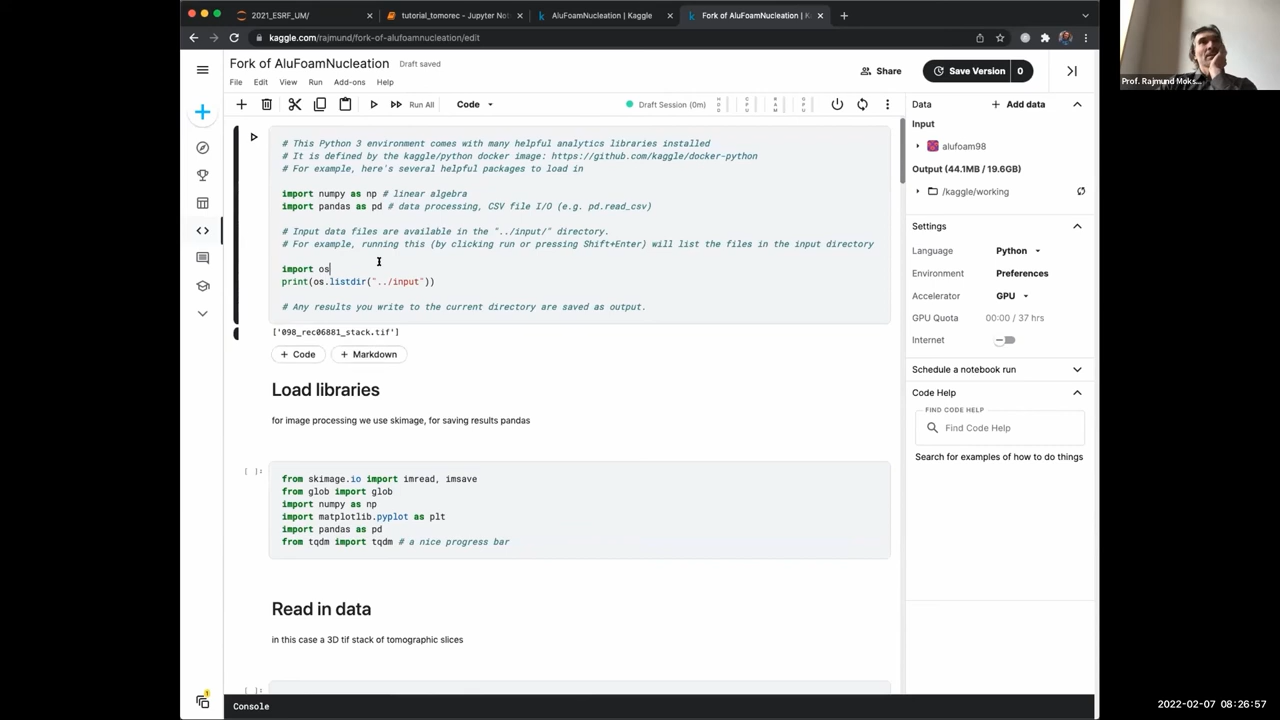 2021_ESRF_UM/
tutorial_tomorec - Jupyter Not
AluFoamNucleation | Kaggle
Fork of AluFoamNucleation | K
kaggle.com/rajmund/fork-of-alufoamnucleation/edit
Prof. Rajmund Moks...
Fork of AluFoamNucleation
Draft saved
File
Edit
View
Run
Add-ons
Help
Share
Save Version
0
Run All
Code
Draft Session (0m)
# This Python 3 environment comes with many helpful analytics libraries installed
# It is defined by the kaggle/python docker image: https://github.com/kaggle/docker-python
# For example, here's several helpful packages to load in
import numpy as np # linear algebra
import pandas as pd # data processing, CSV file I/O (e.g. pd.read_csv)
# Input data files are available in the "../input/" directory.
# For example, running this (by clicking run or pressing Shift+Enter) will list the files in the input directory
import os
print(os.listdir("../input"))
# Any results you write to the current directory are saved as output.
['098_rec06881_stack.tif']
+ Code
+ Markdown
Load libraries
for image processing we use skimage, for saving results pandas
[ ]:
from skimage.io import imread, imsave
from glob import glob
import numpy as np
import matplotlib.pyplot as plt
import pandas as pd
from tqdm import tqdm # a nice progress bar
Read in data
in this case a 3D tif stack of tomographic slices
[ ]:
Console
Data
+ Add data
Input
alufoam98
Output (44.1MB / 19.6GB)
/kaggle/working
Settings
Language
Python
Environment
Preferences
Accelerator
GPU
GPU Quota
00:00 / 37 hrs
Internet
Schedule a notebook run
Code Help
FIND CODE HELP
Find Code Help
Search for examples of how to do things
2022-02-07 08:26:57